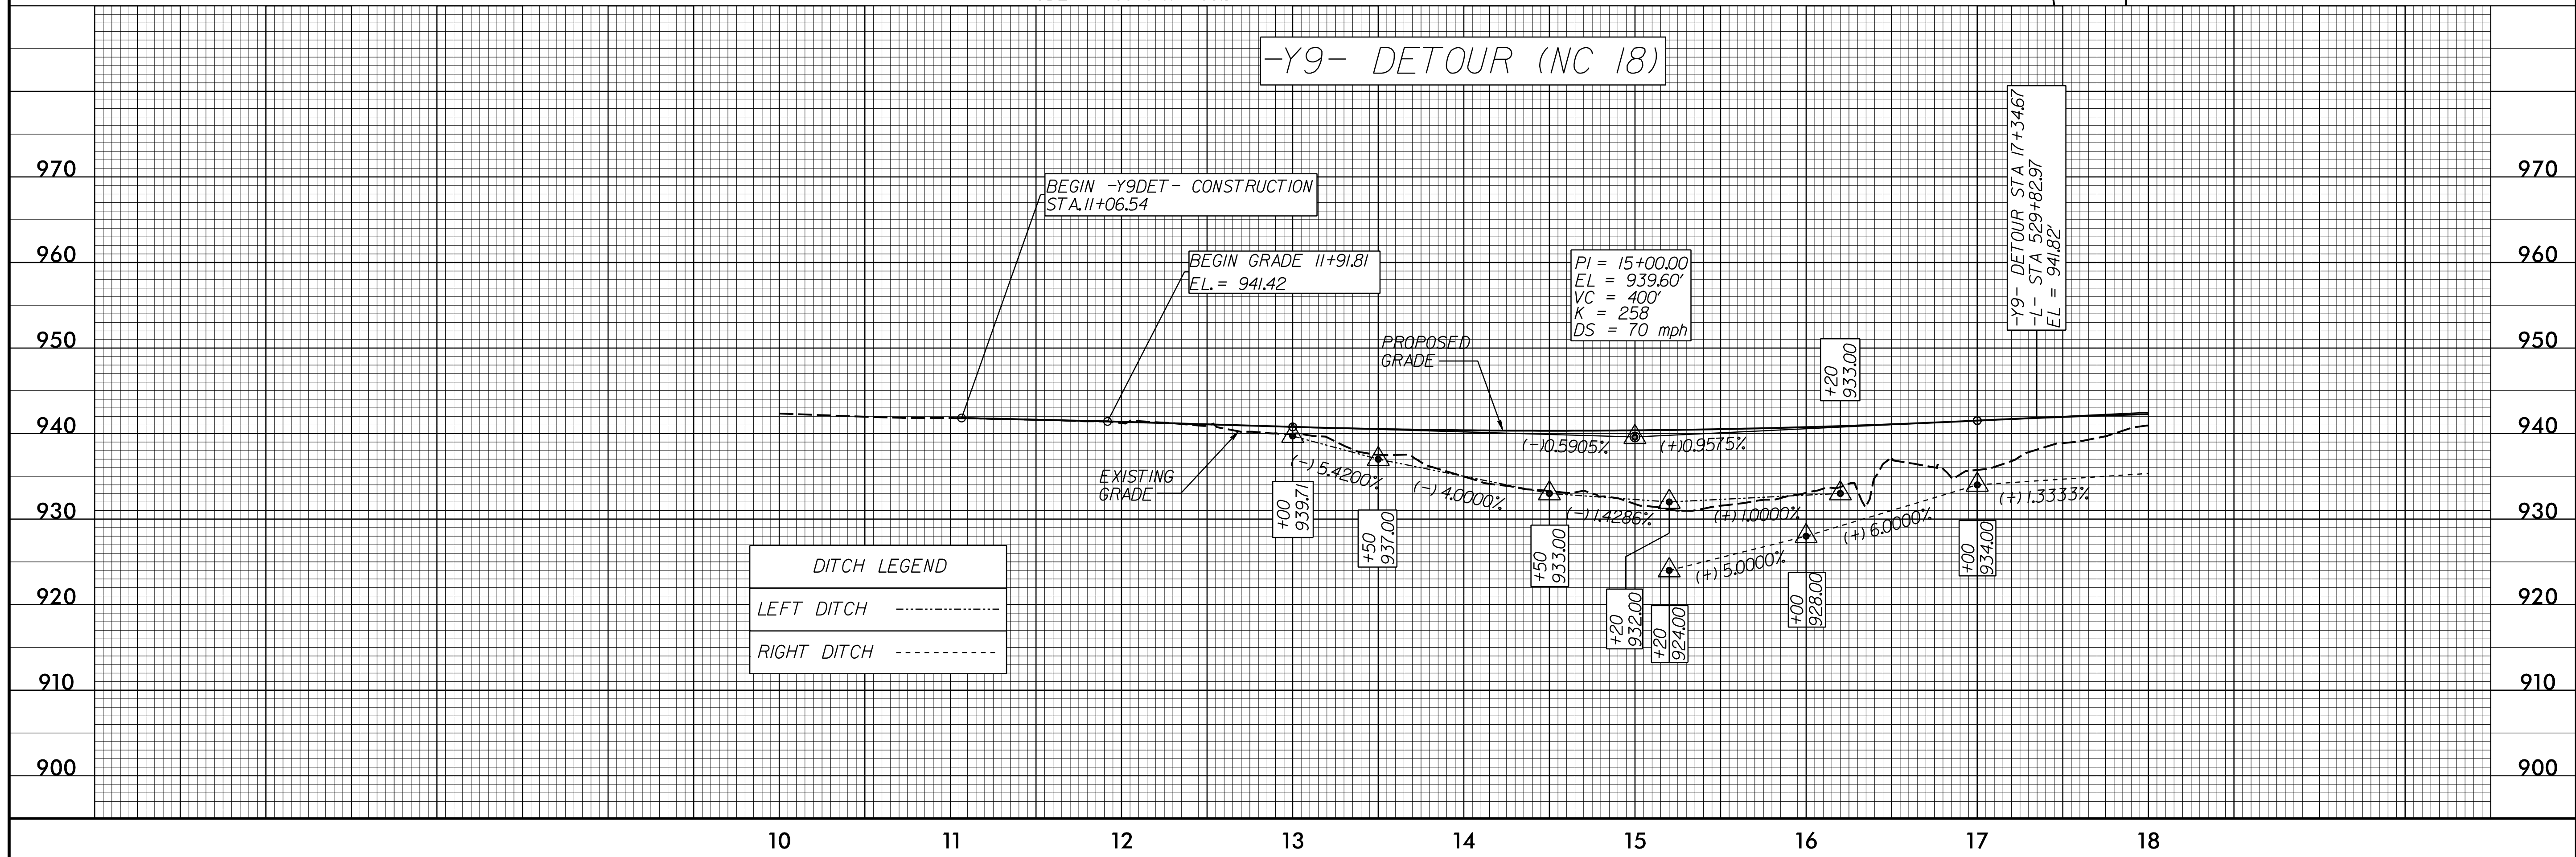 -Y9- DETOUR (NC 18)
970
960
950
940
930
920
910
900
970
960
950
940
930
920
910
900
BEGIN -Y9DET- CONSTRUCTION
STA.11+06.54
BEGIN GRADE 11+91.81
EL.= 941.42
PI = 15+00.00
EL = 939.60'
VC = 400'
K = 258
DS = 70 mph
-Y9- DETOUR STA 17+34.67
-L- STA 529+82.97
EL = 941.82'
PROPOSED
GRADE
EXISTING
GRADE
+20
933.00
(-)0.5905%
(+)0.9575%
(-)5.4200%
(-)4.0000%
(-)1.4286%
(+)1.0000%
(+)5.0000%
(+)6.0000%
(+)1.3333%
+00
939.71
+50
937.00
+50
933.00
+20
932.00
+20
924.00
+00
928.00
+00
934.00
DITCH LEGEND
LEFT DITCH
RIGHT DITCH
10 11 12 13 14 15 16 17 18